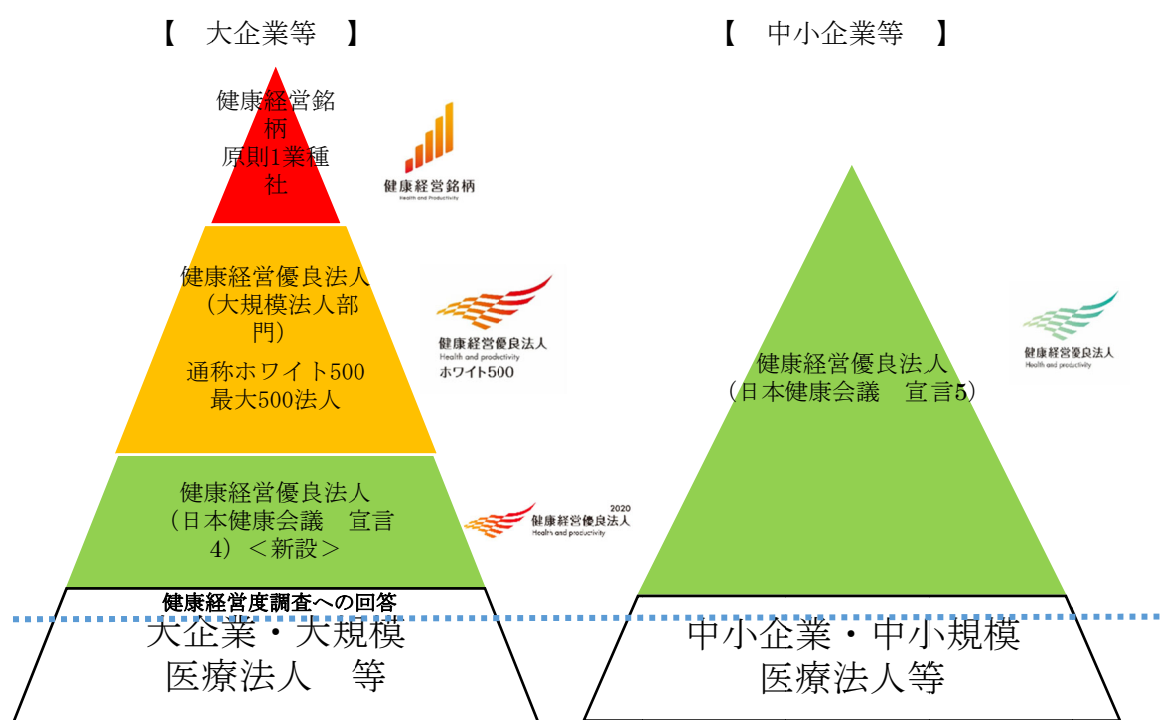 【　大企業等　】
健康経営銘
柄
原則1業種
社
健康経営銘柄
Health and Productivity
健康経営優良法人
（大規模法人部
門）
通称ホワイト500
最大500法人
健康経営優良法人
Health and productivity
ホワイト500
健康経営優良法人
（日本健康会議　宣言
4）＜新設＞
2020
健康経営優良法人
Health and productivity
健康経営度調査への回答
大企業・大規模
医療法人　等
【　中小企業等　】
健康経営優良法人
（日本健康会議　宣言5）
健康経営優良法人
Health and productivity
中小企業・中小規模
医療法人等